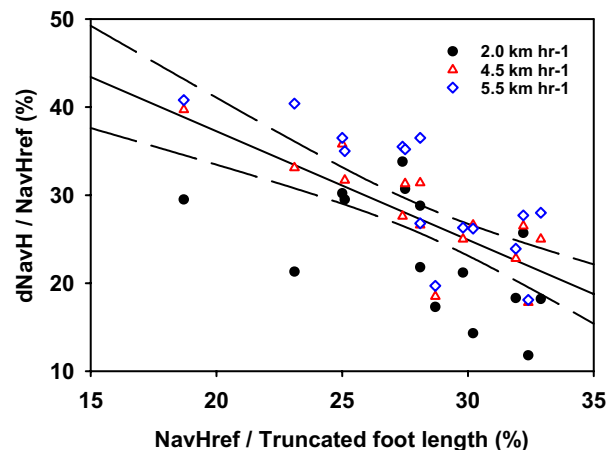 50
40
30
20
10
dNavH / NavHref (%)
2.0 km hr-1
4.5 km hr-1
5.5 km hr-1
15 20 25 30 35
NavHref / Truncated foot length (%)